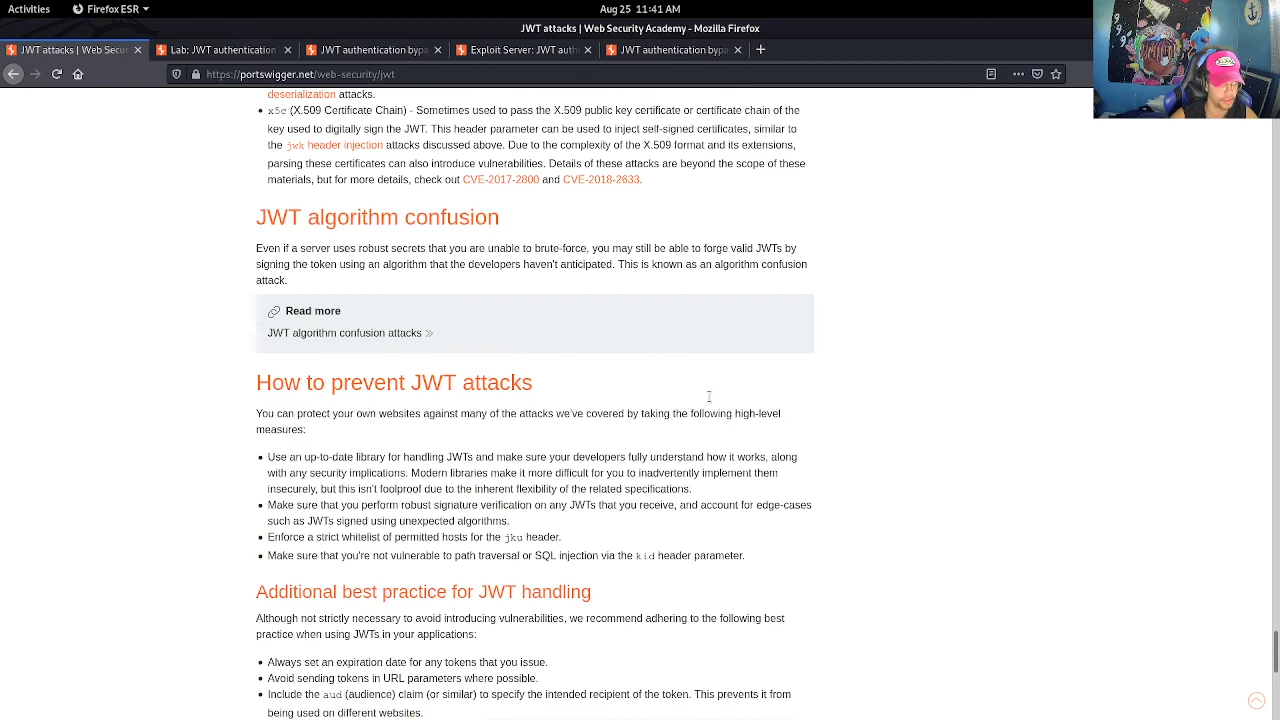 Activities
Firefox ESR
Aug 25 11:41 AM
JWT attacks | Web Security Academy - Mozilla Firefox
JWT attacks | Web Secur
Lab: JWT authentication
JWT authentication bypa
Exploit Server: JWT auth
JWT authentication bypa
https://portswigger.net/web-security/jwt
deserialization attacks.
x5c (X.509 Certificate Chain) - Sometimes used to pass the X.509 public key certificate or certificate chain of the
key used to digitally sign the JWT. This header parameter can be used to inject self-signed certificates, similar to
the jwk header injection attacks discussed above. Due to the complexity of the X.509 format and its extensions,
parsing these certificates can also introduce vulnerabilities. Details of these attacks are beyond the scope of these
materials, but for more details, check out CVE-2017-2800 and CVE-2018-2633.
JWT algorithm confusion
Even if a server uses robust secrets that you are unable to brute-force, you may still be able to forge valid JWTs by
signing the token using an algorithm that the developers haven't anticipated. This is known as an algorithm confusion
attack.
Read more
JWT algorithm confusion attacks
How to prevent JWT attacks
You can protect your own websites against many of the attacks we've covered by taking the following high-level
measures:
Use an up-to-date library for handling JWTs and make sure your developers fully understand how it works, along
with any security implications. Modern libraries make it more difficult for you to inadvertently implement them
insecurely, but this isn't foolproof due to the inherent flexibility of the related specifications.
Make sure that you perform robust signature verification on any JWTs that you receive, and account for edge-cases
such as JWTs signed using unexpected algorithms.
Enforce a strict whitelist of permitted hosts for the jku header.
Make sure that you're not vulnerable to path traversal or SQL injection via the kid header parameter.
Additional best practice for JWT handling
Although not strictly necessary to avoid introducing vulnerabilities, we recommend adhering to the following best
practice when using JWTs in your applications:
Always set an expiration date for any tokens that you issue.
Avoid sending tokens in URL parameters where possible.
Include the aud (audience) claim (or similar) to specify the intended recipient of the token. This prevents it from
being used on different websites.